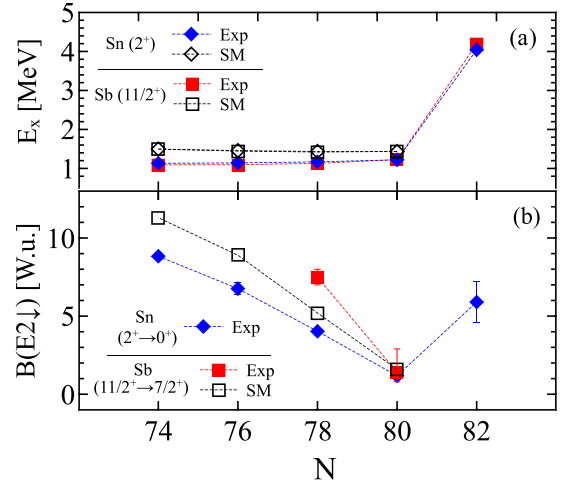 5
4
3
2
1
E_x [MeV]
(a)
Sn (2⁺)
Exp
SM
Sb (11/2⁺)
Exp
SM
10
5
0
B(E2↓) [W.u.]
(b)
Sn
(2⁺→0⁺)
Exp
Sb
(11/2⁺→7/2⁺)
Exp
SM
74 76 78 80 82
N